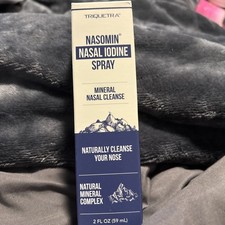 TRIQUETRA®
NASOMIN®
NASAL IODINE
SPRAY
MINERAL
NASAL CLEANSE
NATURALLY CLEANSE
YOUR NOSE
NATURAL
MINERAL
COMPLEX
2 FL OZ (59 mL)